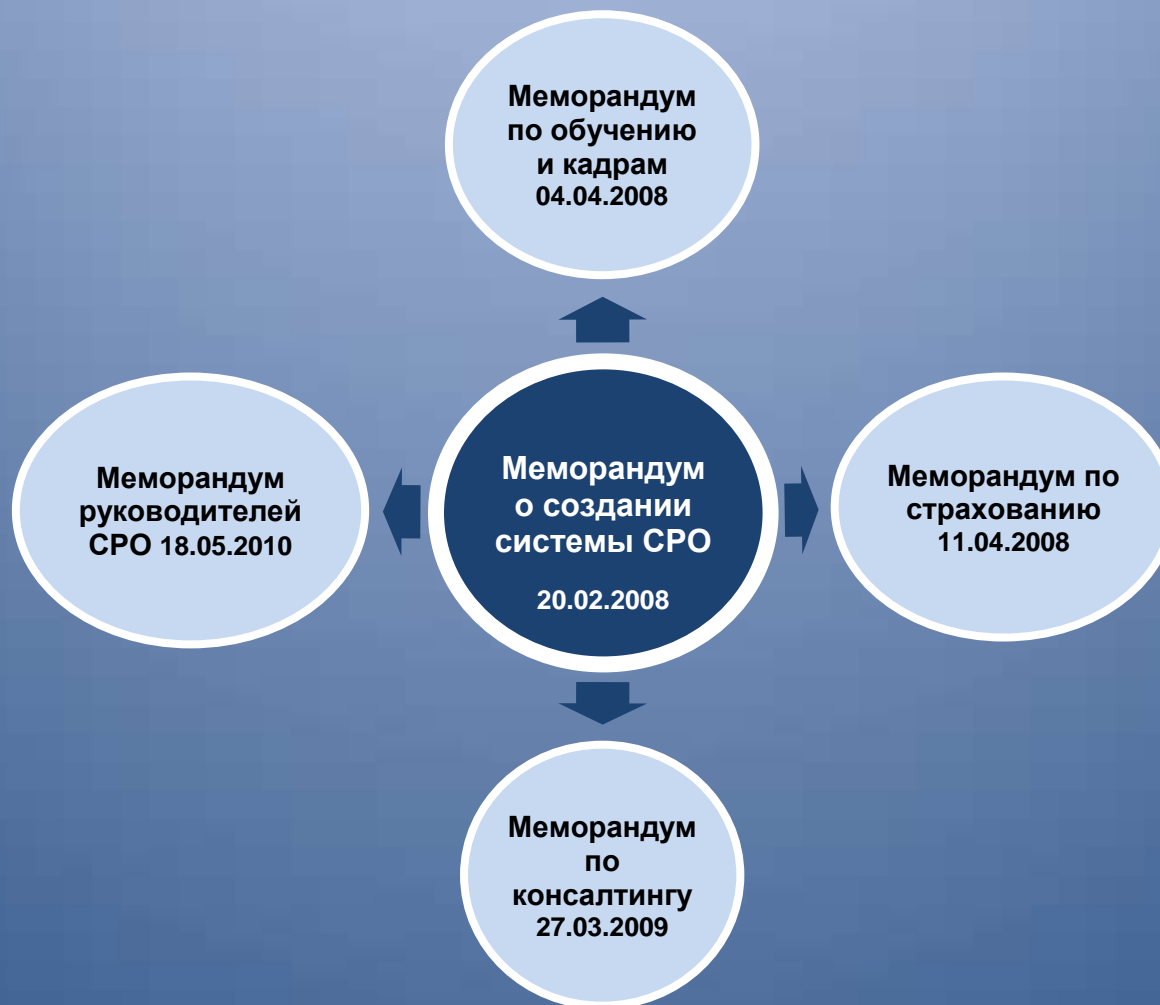 Меморандум
по обучению
и кадрам
04.04.2008
Меморандум
руководителей
СРО 18.05.2010
Меморандум
о создании
системы СРО
20.02.2008
Меморандум по
страхованию
11.04.2008
Меморандум
по
консалтингу
27.03.2009